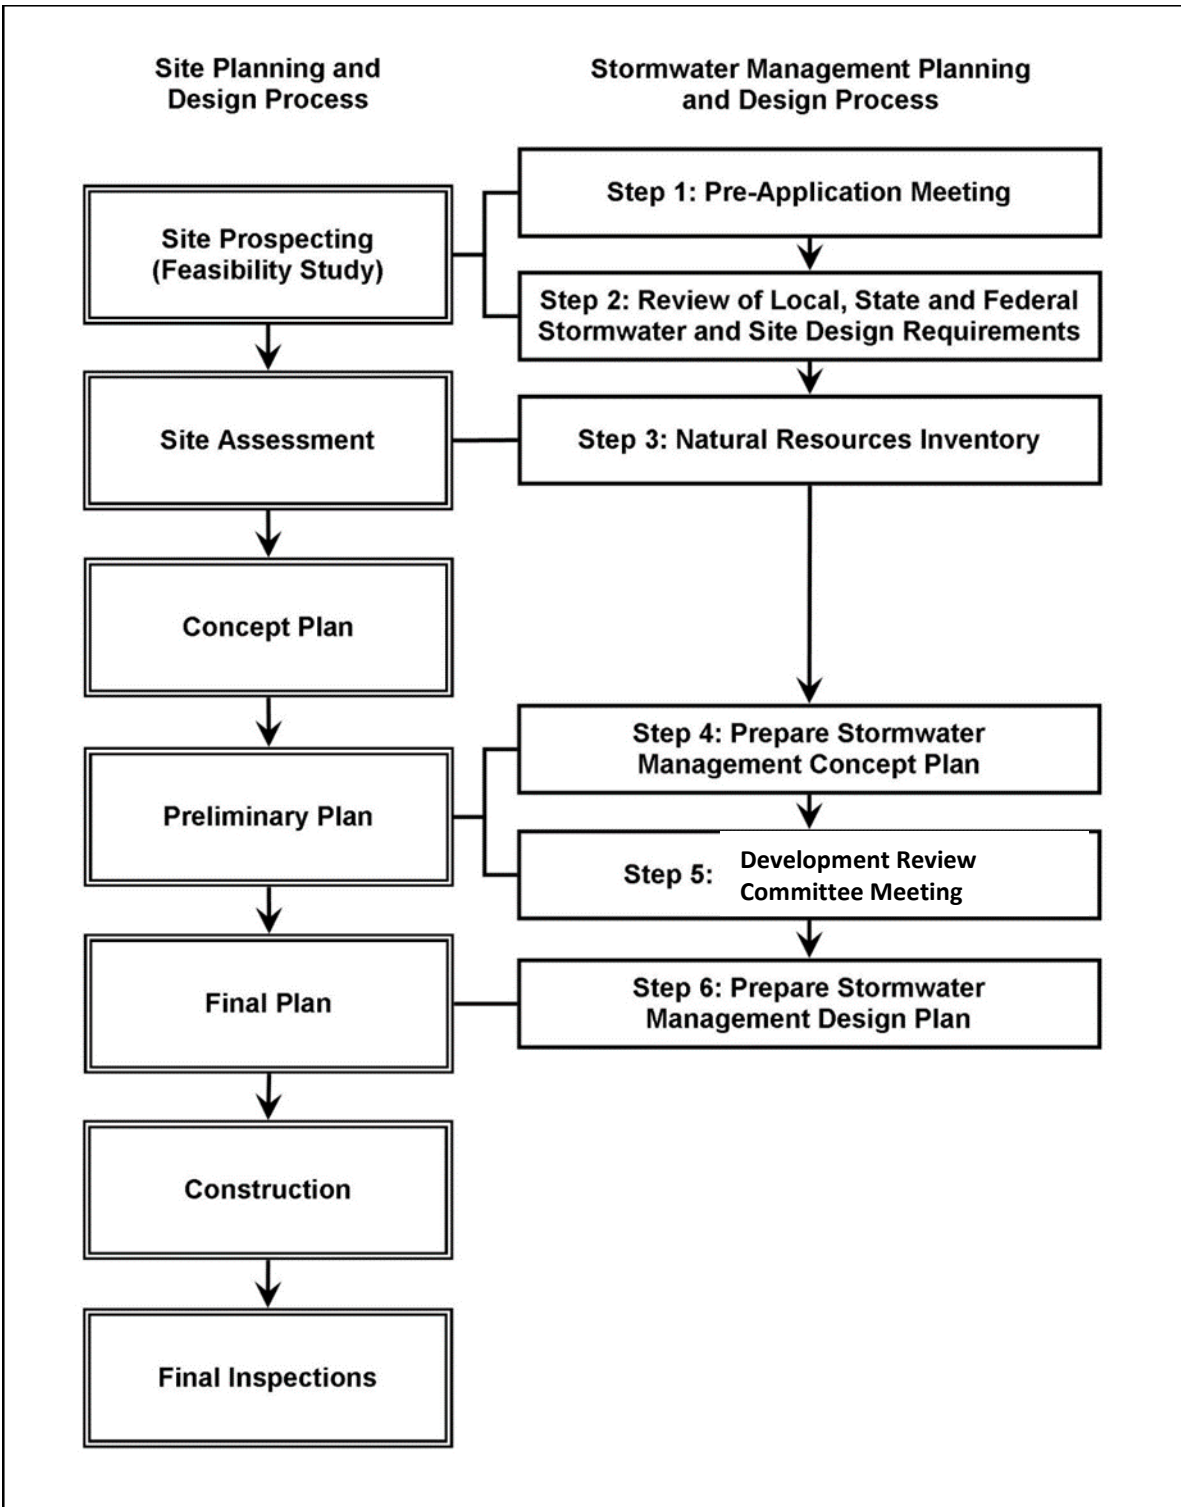 Site Planning and
Design Process
Stormwater Management Planning
and Design Process
Site Prospecting
(Feasibility Study)
Step 1: Pre-Application Meeting
Step 2: Review of Local, State and Federal
Stormwater and Site Design Requirements
Site Assessment
Step 3: Natural Resources Inventory
Concept Plan
Preliminary Plan
Step 4: Prepare Stormwater
Management Concept Plan
Step 5:
Development Review
Committee Meeting
Final Plan
Step 6: Prepare Stormwater
Management Design Plan
Construction
Final Inspections